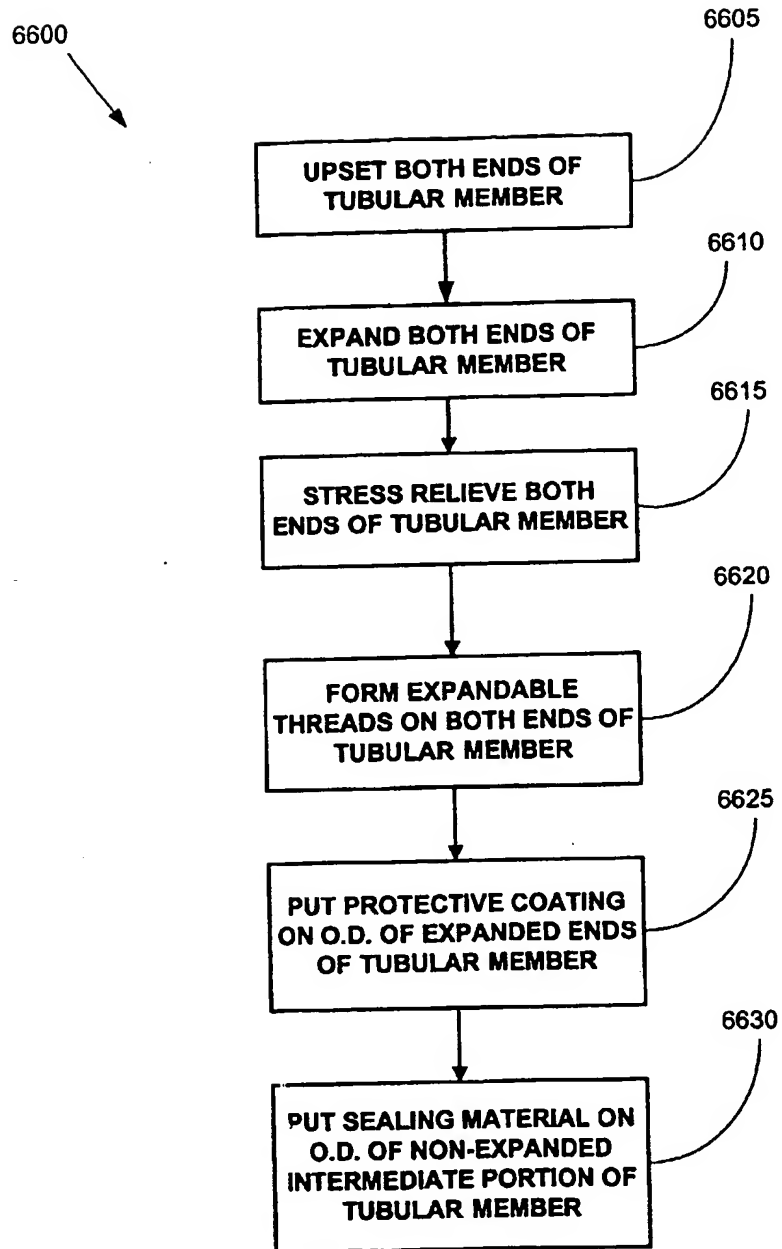 6600
6605
UPSET BOTH ENDS OF
TUBULAR MEMBER
6610
EXPAND BOTH ENDS OF
TUBULAR MEMBER
6615
STRESS RELIEVE BOTH
ENDS OF TUBULAR MEMBER
6620
FORM EXPANDABLE
THREADS ON BOTH ENDS OF
TUBULAR MEMBER
6625
PUT PROTECTIVE COATING
ON O.D. OF EXPANDED ENDS
OF TUBULAR MEMBER
6630
PUT SEALING MATERIAL ON
O.D. OF NON-EXPANDED
INTERMEDIATE PORTION OF
TUBULAR MEMBER